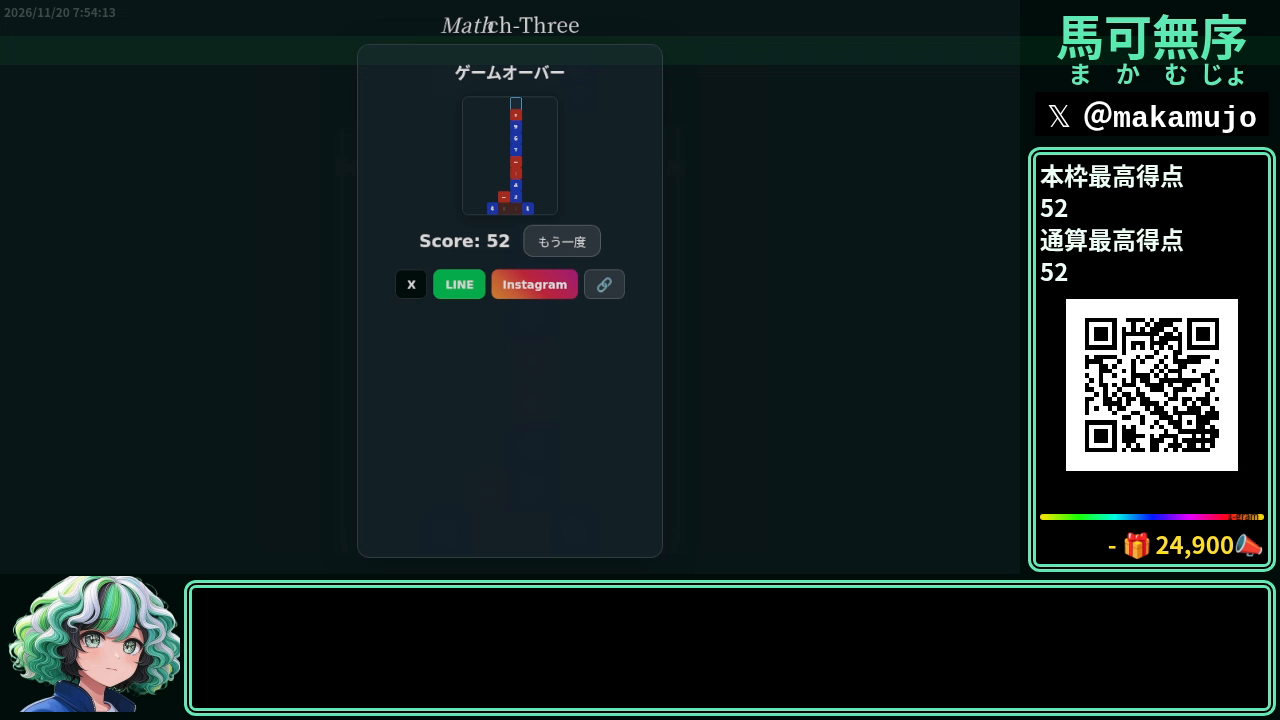 2026/11/20 7:54:13
Mathch-Three
ゲームオーバー
Score: 52
もう一度
X
LINE
Instagram
馬可無序
まかむじょ
𝕏 @makamujo
本枠最高得点
52
通算最高得点
52
- 🎁24,900📣